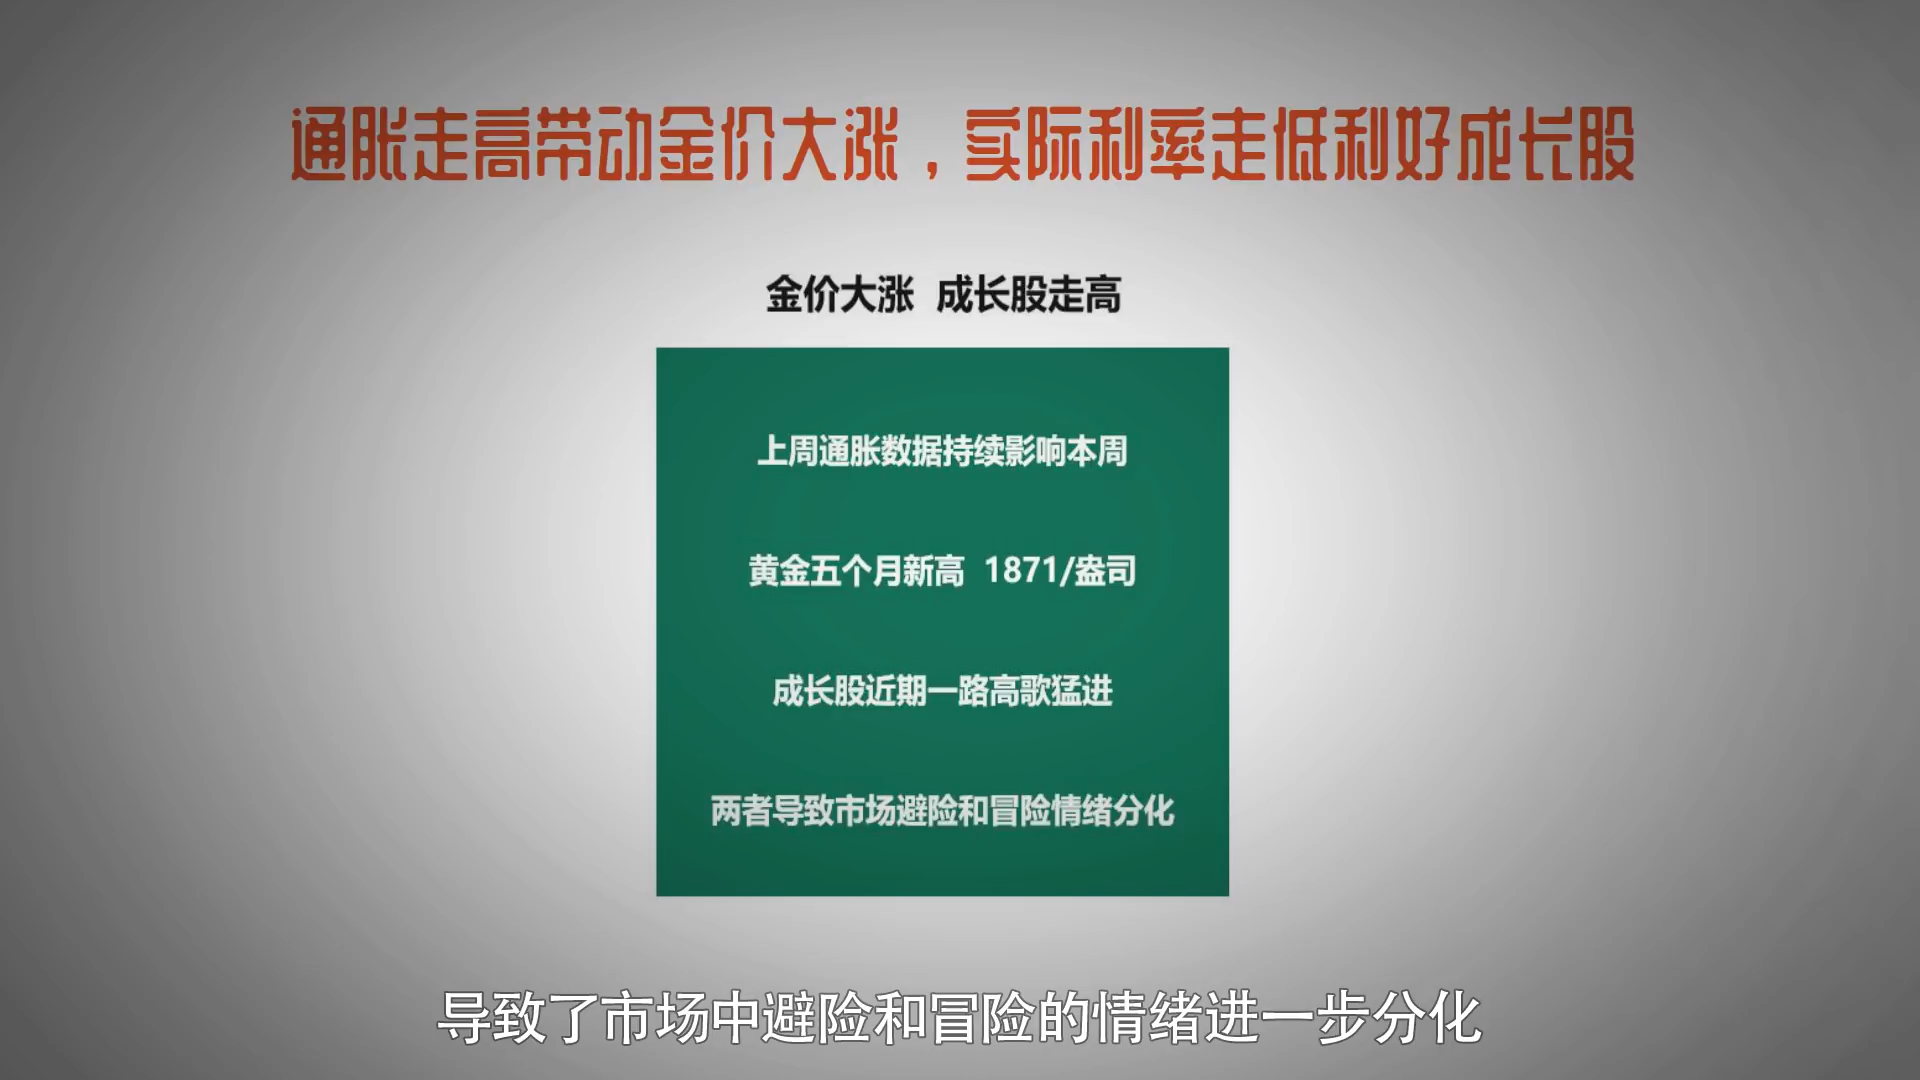 通胀走高带动金价大涨，实际利率走低利好成长股
金价大涨 成长股走高
上周通胀数据持续影响本周
黄金五个月新高 1871/盎司
成长股近期一路高歌猛进
两者导致市场避险和冒险情绪分化
导致了市场中避险和冒险的情绪进一步分化